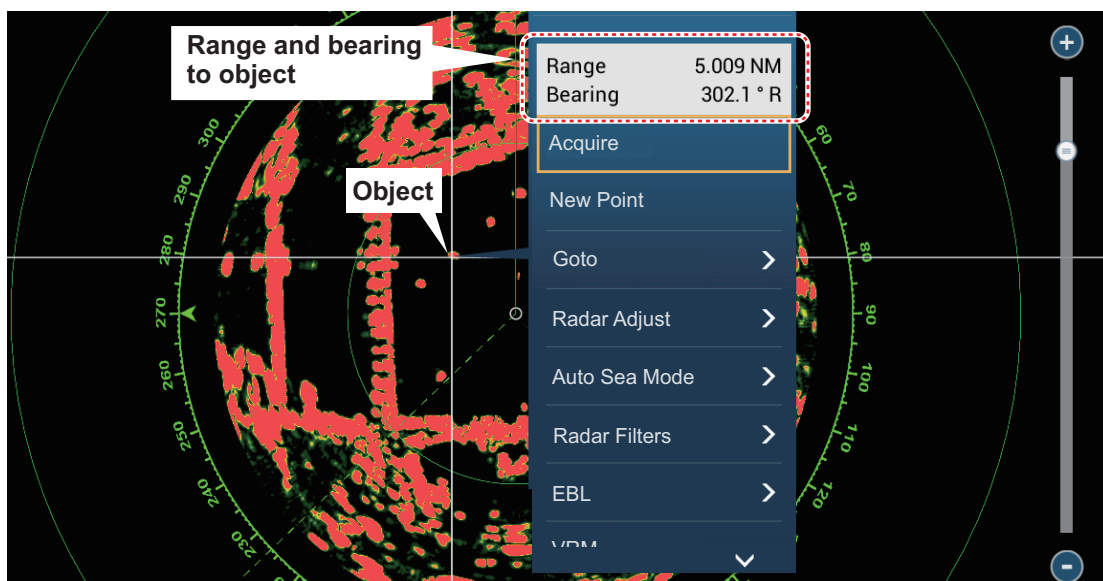 Range and bearing
to object
Range 5.009 NM
Bearing 302.1 ° R
Acquire
Object
New Point
Goto
Radar Adjust
Auto Sea Mode
Radar Filters
EBL
VRM
300
290
280
270
260
250
240
230
60
70
80
90
100
110
120